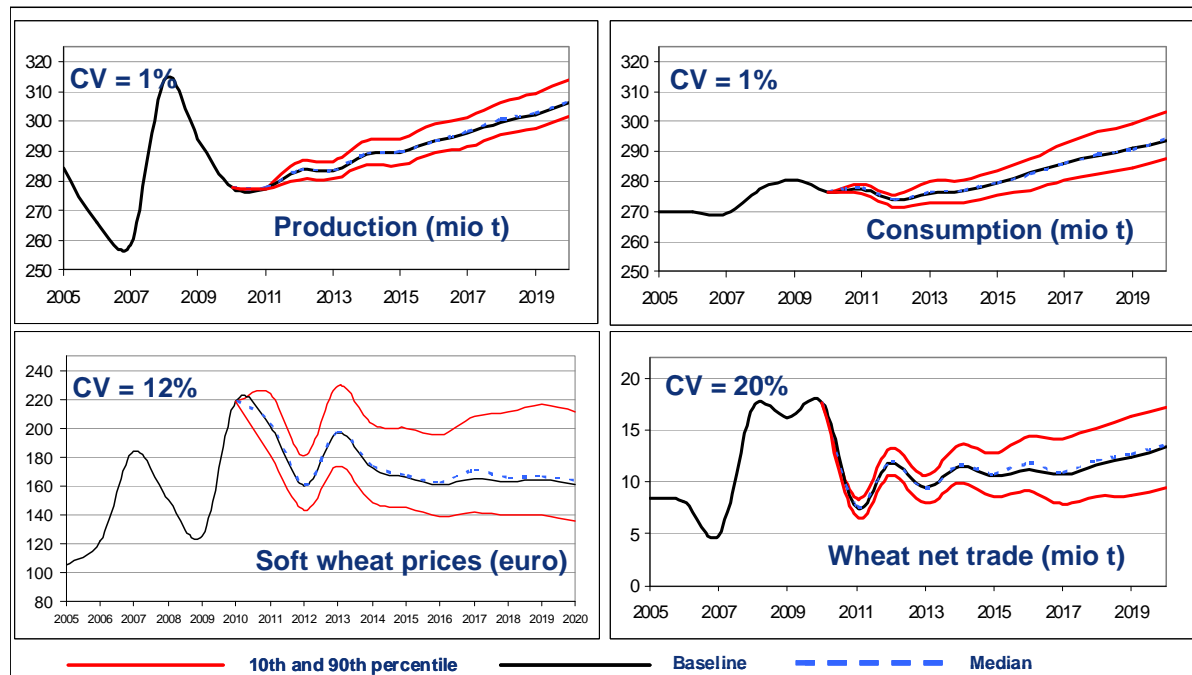 CV = 1%
320
310
300
290
280
270
260
250
Production (mio t)
2005 2007 2009 2011 2013 2015 2017 2019
CV = 1%
320
310
300
290
280
270
260
250
Consumption (mio t)
2005 2007 2009 2011 2013 2015 2017 2019
CV = 12%
240
220
200
180
160
140
120
100
80
Soft wheat prices (euro)
2005 2006 2007 2008 2009 2010 2011 2012 2013 2014 2015 2016 2017 2018 2019 2020
CV = 20%
20
15
10
5
0
Wheat net trade (mio t)
2005 2007 2009 2011 2013 2015 2017 2019
10th and 90th percentile Baseline Median